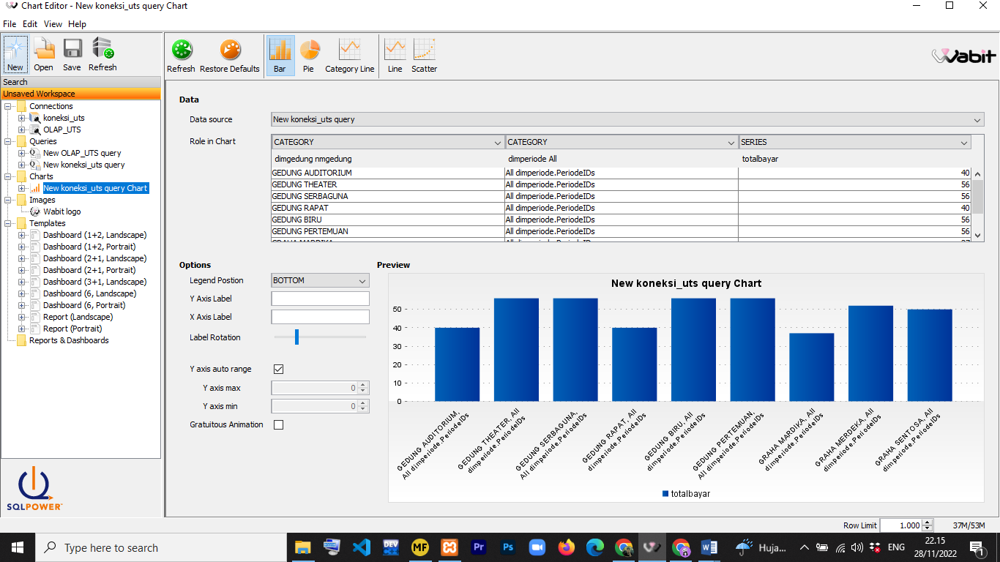 Chart Editor - New koneksi_uts query Chart
File Edit View Help
New Open Save Refresh
Refresh Restore Defaults Bar Pie Category Line Line Scatter
Wabit
Search
Unsaved Workspace
Connections
koneksi_uts
OLAP_UTS
Queries
New OLAP_UTS query
New koneksi_uts query
Charts
New koneksi_uts query Chart
Images
Wabit logo
Templates
Dashboard (1+2, Landscape)
Dashboard (1+2, Portrait)
Dashboard (2+1, Landscape)
Dashboard (2+1, Portrait)
Dashboard (3+1, Landscape)
Dashboard (6, Landscape)
Dashboard (6, Portrait)
Report (Landscape)
Report (Portrait)
Reports & Dashboards
SQLPOWER
Data
Data source New koneksi_uts query
Role in Chart CATEGORY CATEGORY SERIES
dimgedung nmgedung dimperiode All totalbayar
GEDUNG AUDITORIUM All dimperiode.PeriodeIDs 40
GEDUNG THEATER All dimperiode.PeriodeIDs 56
GEDUNG SERBAGUNA All dimperiode.PeriodeIDs 56
GEDUNG RAPAT All dimperiode.PeriodeIDs 40
GEDUNG BIRU All dimperiode.PeriodeIDs 56
GEDUNG PERTEMUAN All dimperiode.PeriodeIDs 56
GRAHA MARDIKA All dimperiode.PeriodeIDs 37
Options
Legend Postion BOTTOM
Y Axis Label
X Axis Label
Label Rotation
Y axis auto range
Y axis max 0
Y axis min 0
Gratuitous Animation
Preview
New koneksi_uts query Chart
50
40
30
20
10
0
GEDUNG AUDITORIUM,
All dimperiode.PeriodeIDs
GEDUNG THEATER, All
dimperiode.PeriodeIDs
GEDUNG SERBAGUNA,
All dimperiode.PeriodeIDs
GEDUNG RAPAT, All
dimperiode.PeriodeIDs
GEDUNG BIRU, All
dimperiode.PeriodeIDs
GEDUNG PERTEMUAN,
All dimperiode.PeriodeIDs
GRAHA MARDIKA, All
dimperiode.PeriodeIDs
GRAHA MERDEKA, All
dimperiode.PeriodeIDs
GRAHA SENTOSA, All
dimperiode.PeriodeIDs
totalbayar
Row Limit 1.000 37M/53M
Type here to search
DEV
MF
Pr
Ps
Huja... ENG 22.15
28/11/2022
1